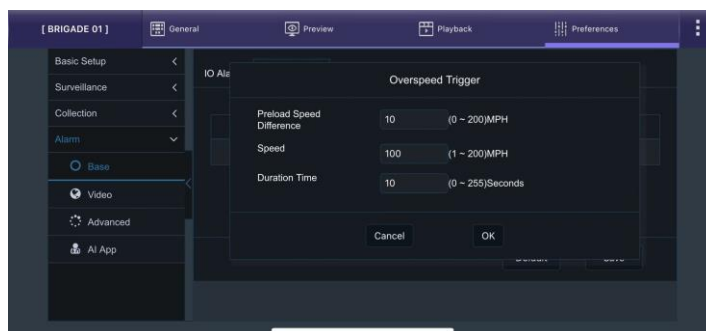 [ BRIGADE 01 ]
General
Preview
Playback
Preferences
Basic Setup
Surveillance
Collection
Alarm
Base
Video
Advanced
AI App
IO Ala
Overspeed Trigger
Preload Speed
Difference
10
(0 ~ 200)MPH
Speed
100
(1 ~ 200)MPH
Duration Time
10
(0 ~ 255)Seconds
Cancel
OK